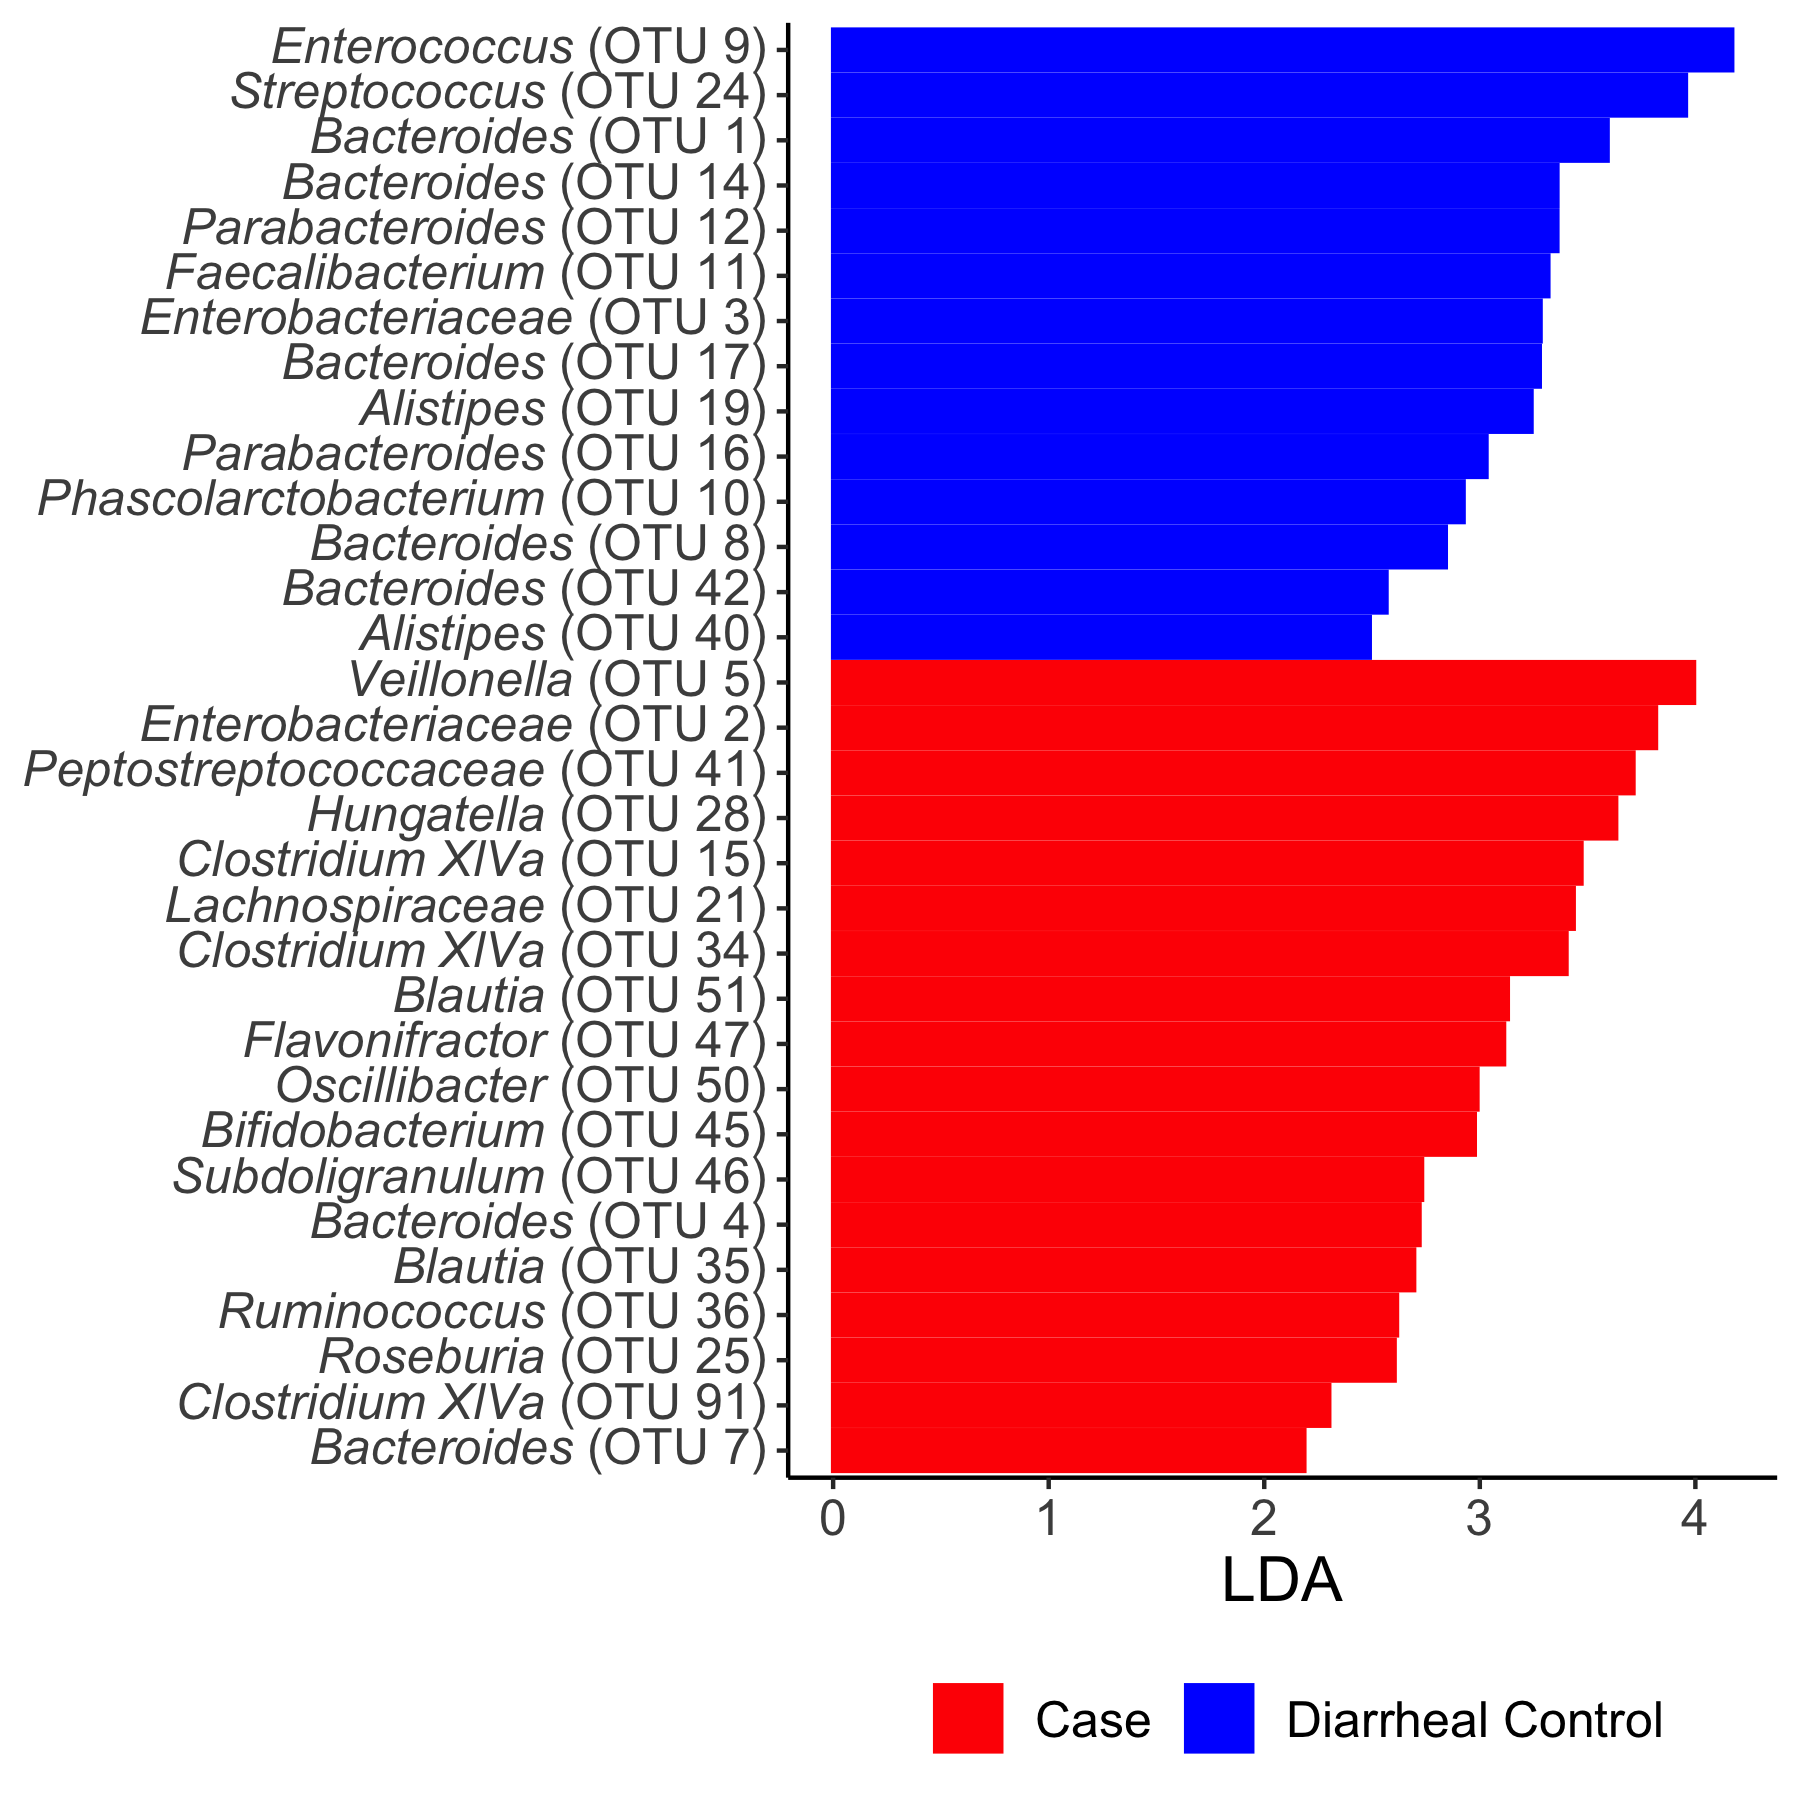 Enterococcus (OTU 9)
Streptococcus (OTU 24)
Bacteroides (OTU 1)
Bacteroides (OTU 14)
Parabacteroides (OTU 12)
Faecalibacterium (OTU 11)
Enterobacteriaceae (OTU 3)
Bacteroides (OTU 17)
Alistipes (OTU 19)
Parabacteroides (OTU 16)
Phascolarctobacterium (OTU 10)
Bacteroides (OTU 8)
Bacteroides (OTU 42)
Alistipes (OTU 40)
Veillonella (OTU 5)
Enterobacteriaceae (OTU 2)
Peptostreptococcaceae (OTU 41)
Hungatella (OTU 28)
Clostridium XlVa (OTU 15)
Lachnospiraceae (OTU 21)
Clostridium XlVa (OTU 34)
Blautia (OTU 51)
Flavonifractor (OTU 47)
Oscillibacter (OTU 50)
Bifidobacterium (OTU 45)
Subdoligranulum (OTU 46)
Bacteroides (OTU 4)
Blautia (OTU 35)
Ruminococcus (OTU 36)
Roseburia (OTU 25)
Clostridium XlVa (OTU 91)
Bacteroides (OTU 7)
0 1 2 3 4
LDA
Case Diarrheal Control